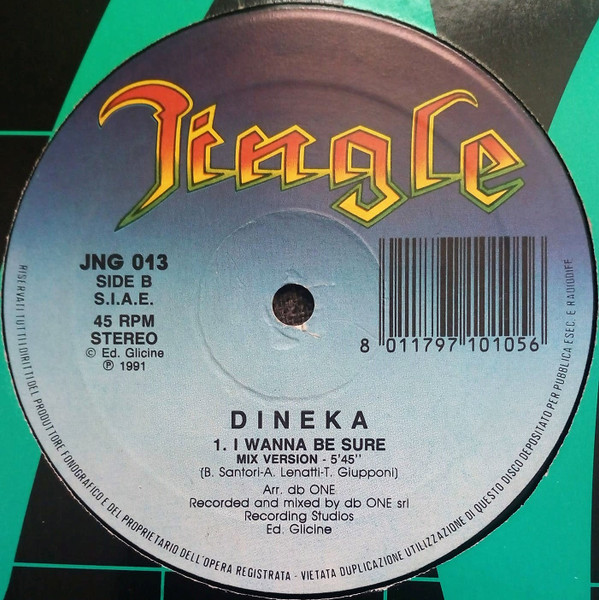 Jingle
JNG 013
SIDE B
S.I.A.E.
45 RPM
STEREO
© Ed. Glicine
℗ 1991
8 011797 101056
DINEKA
1. I WANNA BE SURE
MIX VERSION - 5'45''
(B. Santori-A. Lenatti-T. Giupponi)
Arr. db ONE
Recorded and mixed by db ONE srl
Recording Studios
Ed. Glicine
RISERVATI TUTTI I DIRITTI DEL PRODUTTORE FONOGRAFICO E DEL PROPRIETARIO DELL'OPERA REGISTRATA - VIETATA DUPLICAZIONE UTILIZZAZIONE DI QUESTO DISCO DEPOSITATO PER PUBBLICA ESEC. E RADIODIFF.